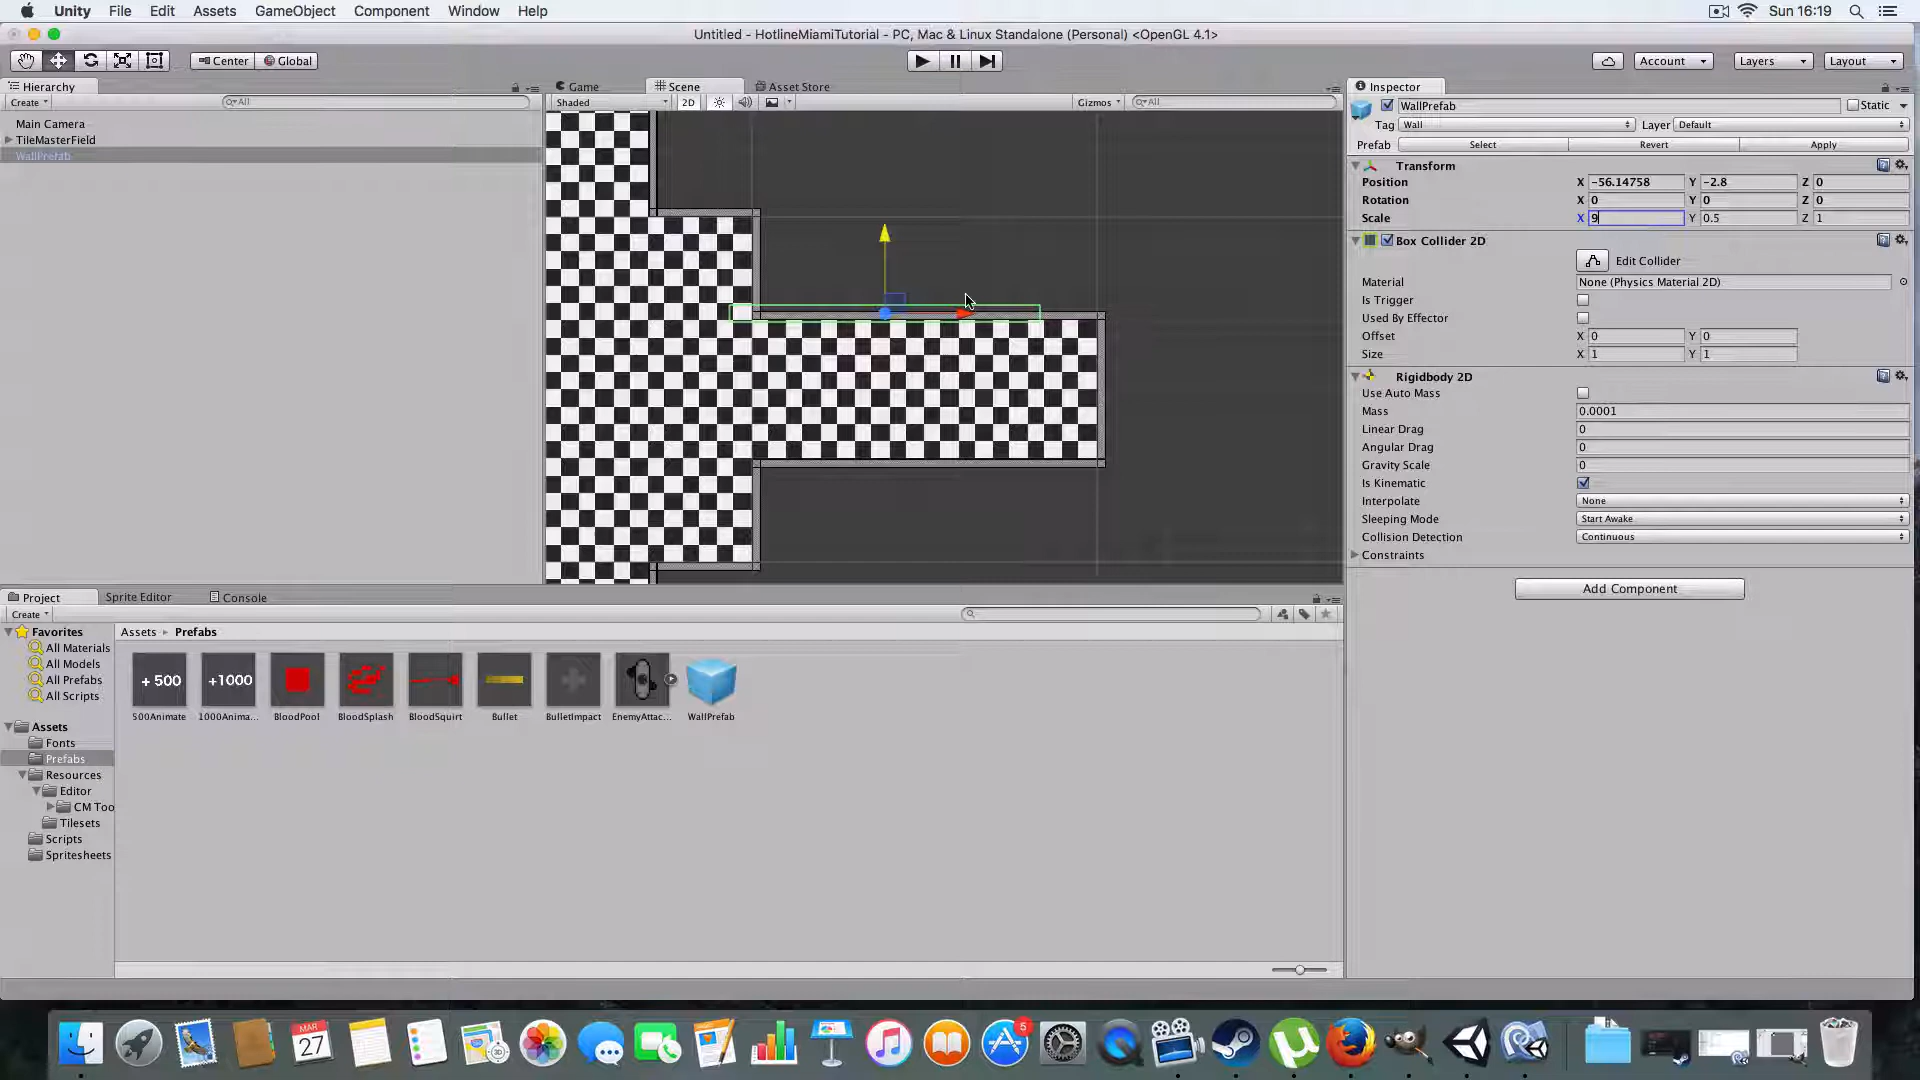 Unity File Edit Assets GameObject Component Window Help Sun 16:19
Untitled - HotlineMiamiTutorial - PC, Mac & Linux Standalone (Personal) <OpenGL 4.1>
Center Global Account Layers Layout
Hierarchy Game Scene Asset Store Inspector
Create All Shaded 2D Gizmos All WallPrefab Static
Main Camera Tag Wall Layer Default
TileMasterField Prefab Select Revert Apply
WallPrefab
Transform
Position X -56.14758 Y -2.8 Z 0
Rotation X 0 Y 0 Z 0
Scale X 9 Y 0.5 Z 1
Box Collider 2D
Edit Collider
Material None (Physics Material 2D)
Is Trigger
Used By Effector
Offset X 0 Y 0
Size X 1 Y 1
Rigidbody 2D
Use Auto Mass
Mass 0.0001
Linear Drag 0
Angular Drag 0
Gravity Scale 0
Is Kinematic
Interpolate None
Sleeping Mode Start Awake
Collision Detection Continuous
Constraints
Add Component
Project Sprite Editor Console
Create
Favorites Assets Prefabs
All Materials
All Models
All Prefabs
All Scripts
+ 500 +1000
500Animate 1000Anima... BloodPool BloodSplash BloodSquirt Bullet BulletImpact EnemyAttac... WallPrefab
Assets
Fonts
Prefabs
Resources
Editor
CM Too
Tilesets
Scripts
Spritesheets
MAR
27
5